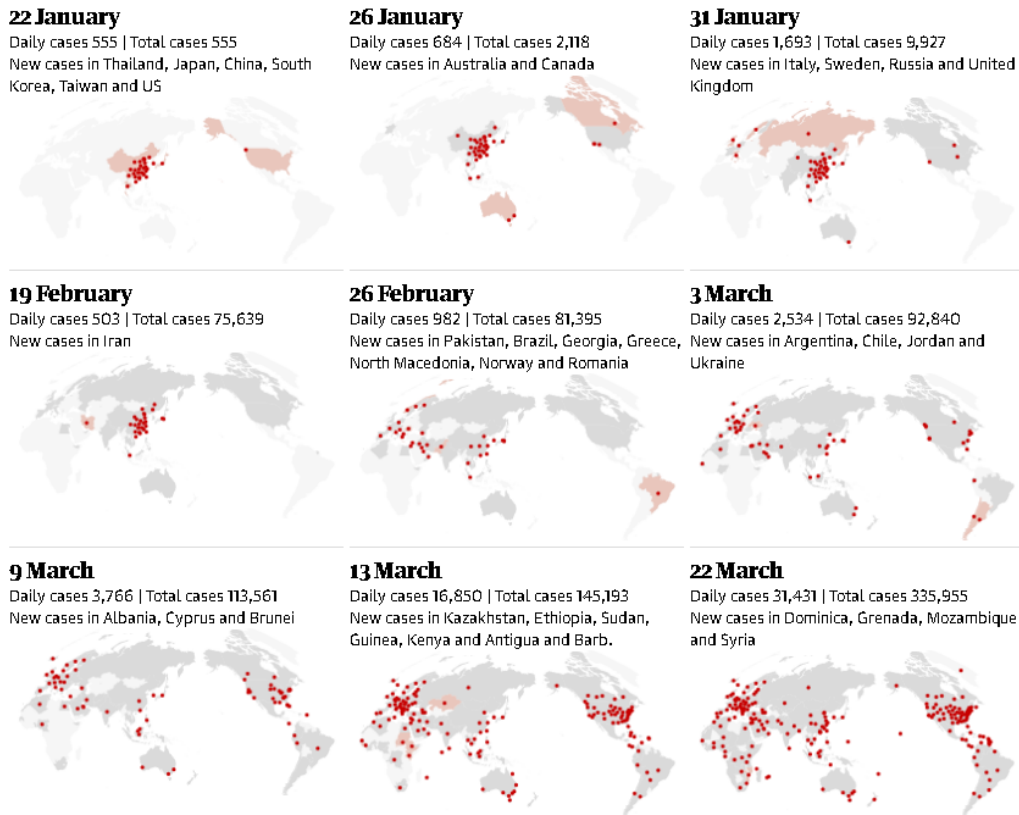 22 January
Daily cases 555 | Total cases 555
New cases in Thailand, Japan, China, South
Korea, Taiwan and US
26 January
Daily cases 684 | Total cases 2,118
New cases in Australia and Canada
31 January
Daily cases 1,693 | Total cases 9,927
New cases in Italy, Sweden, Russia and United
Kingdom
19 February
Daily cases 503 | Total cases 75,639
New cases in Iran
26 February
Daily cases 982 | Total cases 81,395
New cases in Pakistan, Brazil, Georgia, Greece,
North Macedonia, Norway and Romania
3 March
Daily cases 2,534 | Total cases 92,840
New cases in Argentina, Chile, Jordan and
Ukraine
9 March
Daily cases 3,766 | Total cases 113,561
New cases in Albania, Cyprus and Brunei
13 March
Daily cases 16,850 | Total cases 145,193
New cases in Kazakhstan, Ethiopia, Sudan,
Guinea, Kenya and Antigua and Barb.
22 March
Daily cases 31,431 | Total cases 335,955
New cases in Dominica, Grenada, Mozambique
and Syria